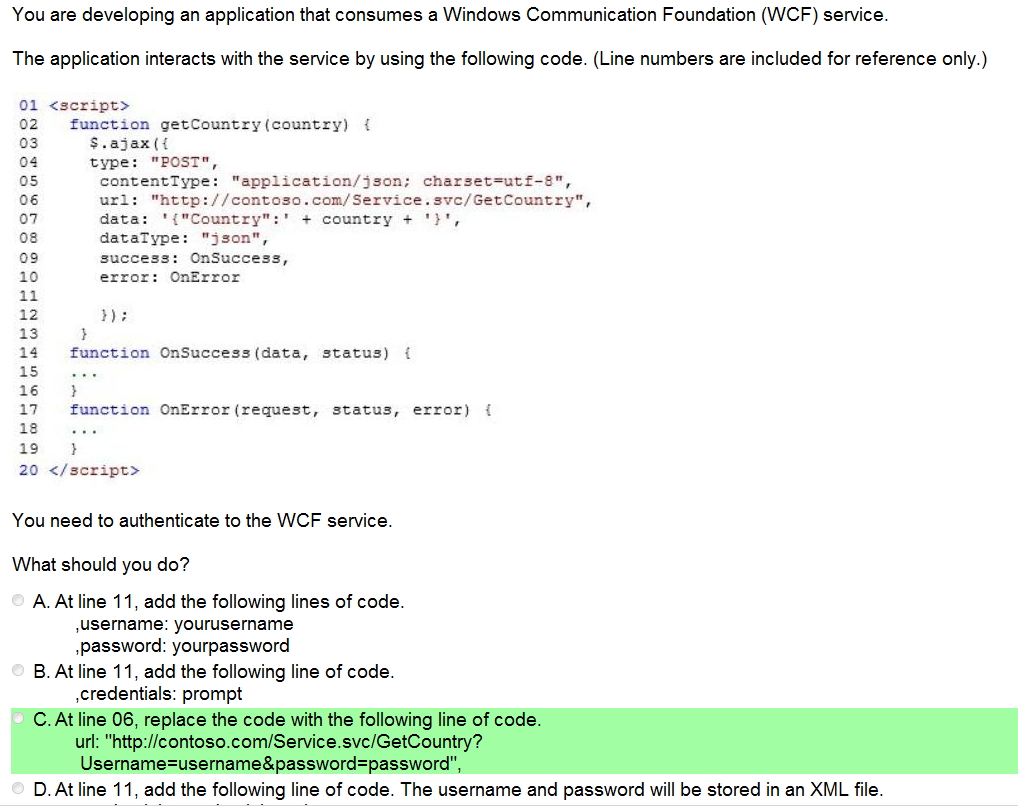 You are developing an application that consumes a Windows Communication Foundation (WCF) service.
The application interacts with the service by using the following code. (Line numbers are included for reference only.)
01 <script>
02 function getCountry(country) {
03 $.ajax({
04 type: "POST",
05 contentType: "application/json; charset=utf-8",
06 url: "http://contoso.com/Service.svc/GetCountry",
07 data: '{"Country":' + country + '}',
08 dataType: "json",
09 success: OnSuccess,
10 error: OnError
11
12 });
13 }
14 function OnSuccess(data, status) {
15 ...
16 }
17 function OnError(request, status, error) {
18 ...
19 }
20 </script>
You need to authenticate to the WCF service.
What should you do?
A. At line 11, add the following lines of code.
,username: yourusername
,password: yourpassword
B. At line 11, add the following line of code.
,credentials: prompt
C. At line 06, replace the code with the following line of code.
url: "http://contoso.com/Service.svc/GetCountry?
Username=username&password=password",
D. At line 11, add the following line of code. The username and password will be stored in an XML file.